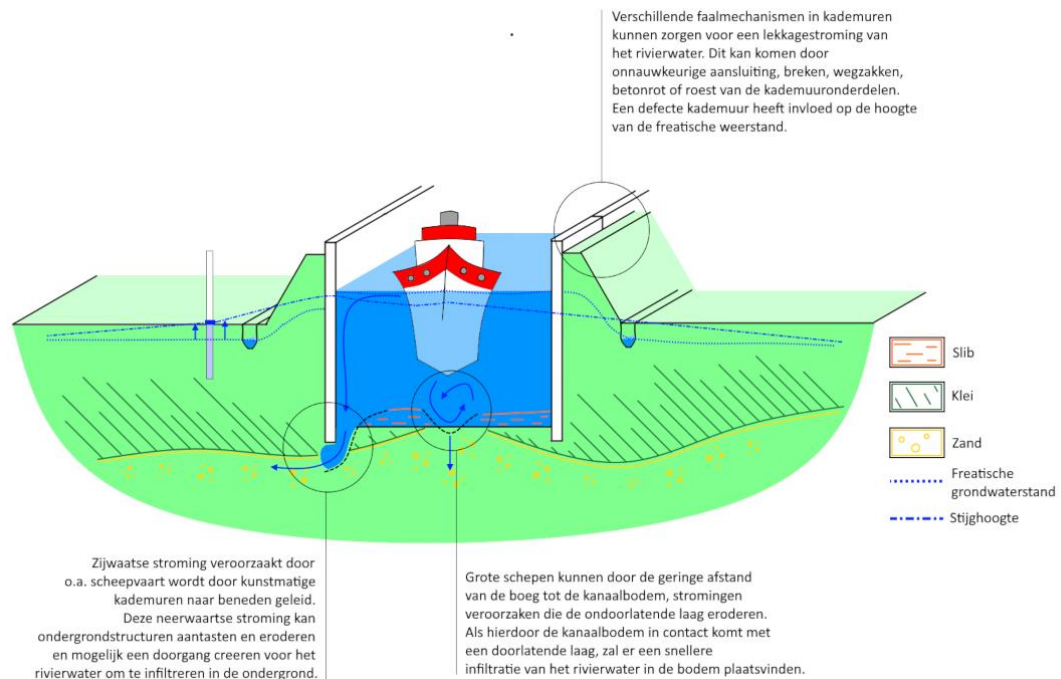 Verschillende faalmechanismen in kademuren
kunnen zorgen voor een lekkagestroming van
het rivierwater. Dit kan komen door
onnauwkeurige aansluiting, breken, wegzakken,
betonrot of roest van de kademuuronderdelen.
Een defecte kademuur heeft invloed op de hoogte
van de freatische weerstand.
Slib
Klei
Zand
Freatische
grondwaterstand
Stijghoogte
Zijwaatse stroming veroorzaakt door
o.a. scheepvaart wordt door kunstmatige
kademuren naar beneden geleid.
Deze neerwaartse stroming kan
ondergrondstructuren aantasten en eroderen
en mogelijk een doorgang creeren voor het
rivierwater om te infiltreren in de ondergrond.
Grote schepen kunnen door de geringe afstand
van de boeg tot de kanaalbodem, stromingen
veroorzaken die de ondoorlatende laag eroderen.
Als hierdoor de kanaalbodem in contact komt met
een doorlatende laag, zal er een snellere
infiltratie van het rivierwater in de bodem plaatsvinden.